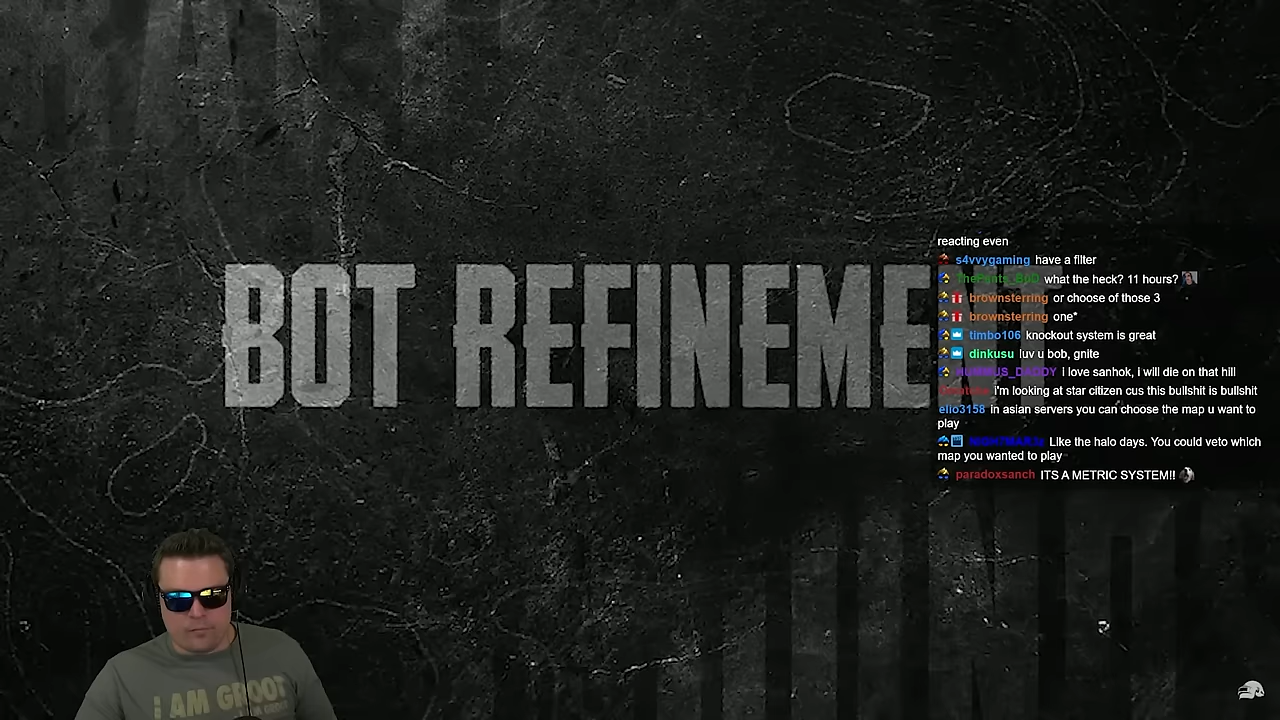 BOT REFINEMENT
reacting even
s4vvygaming have a filter
what the heck? 11 hours?
brownsterring or choose of those 3
brownsterring one*
timbo106 knockout system is great
dinkusu luv u bob, gnite
HUMMUS_DADDY I love sanhok, i will die on that hill
i'm looking at star citizen cus this bullshit is bullshit
elio3158 in asian servers you can choose the map u want to
play
Like the halo days. You could veto which
map you wanted to play
paradoxsanch ITS A METRIC SYSTEM!!
I AM GROOT